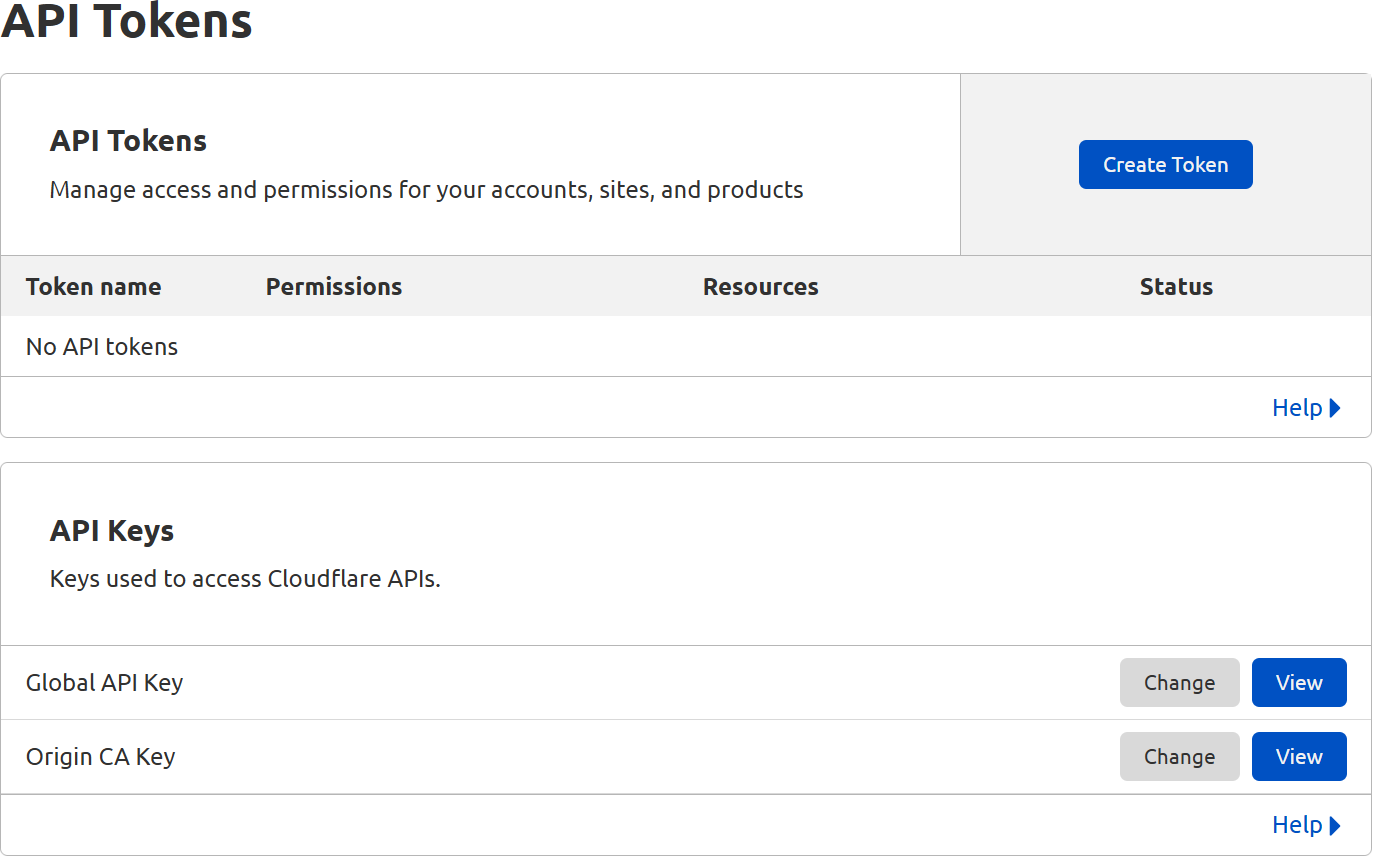 API Tokens
API Tokens
Manage access and permissions for your accounts, sites, and products
Create Token
Token name Permissions Resources Status
No API tokens
Help
API Keys
Keys used to access Cloudflare APIs.
Global API Key Change View
Origin CA Key Change View
Help